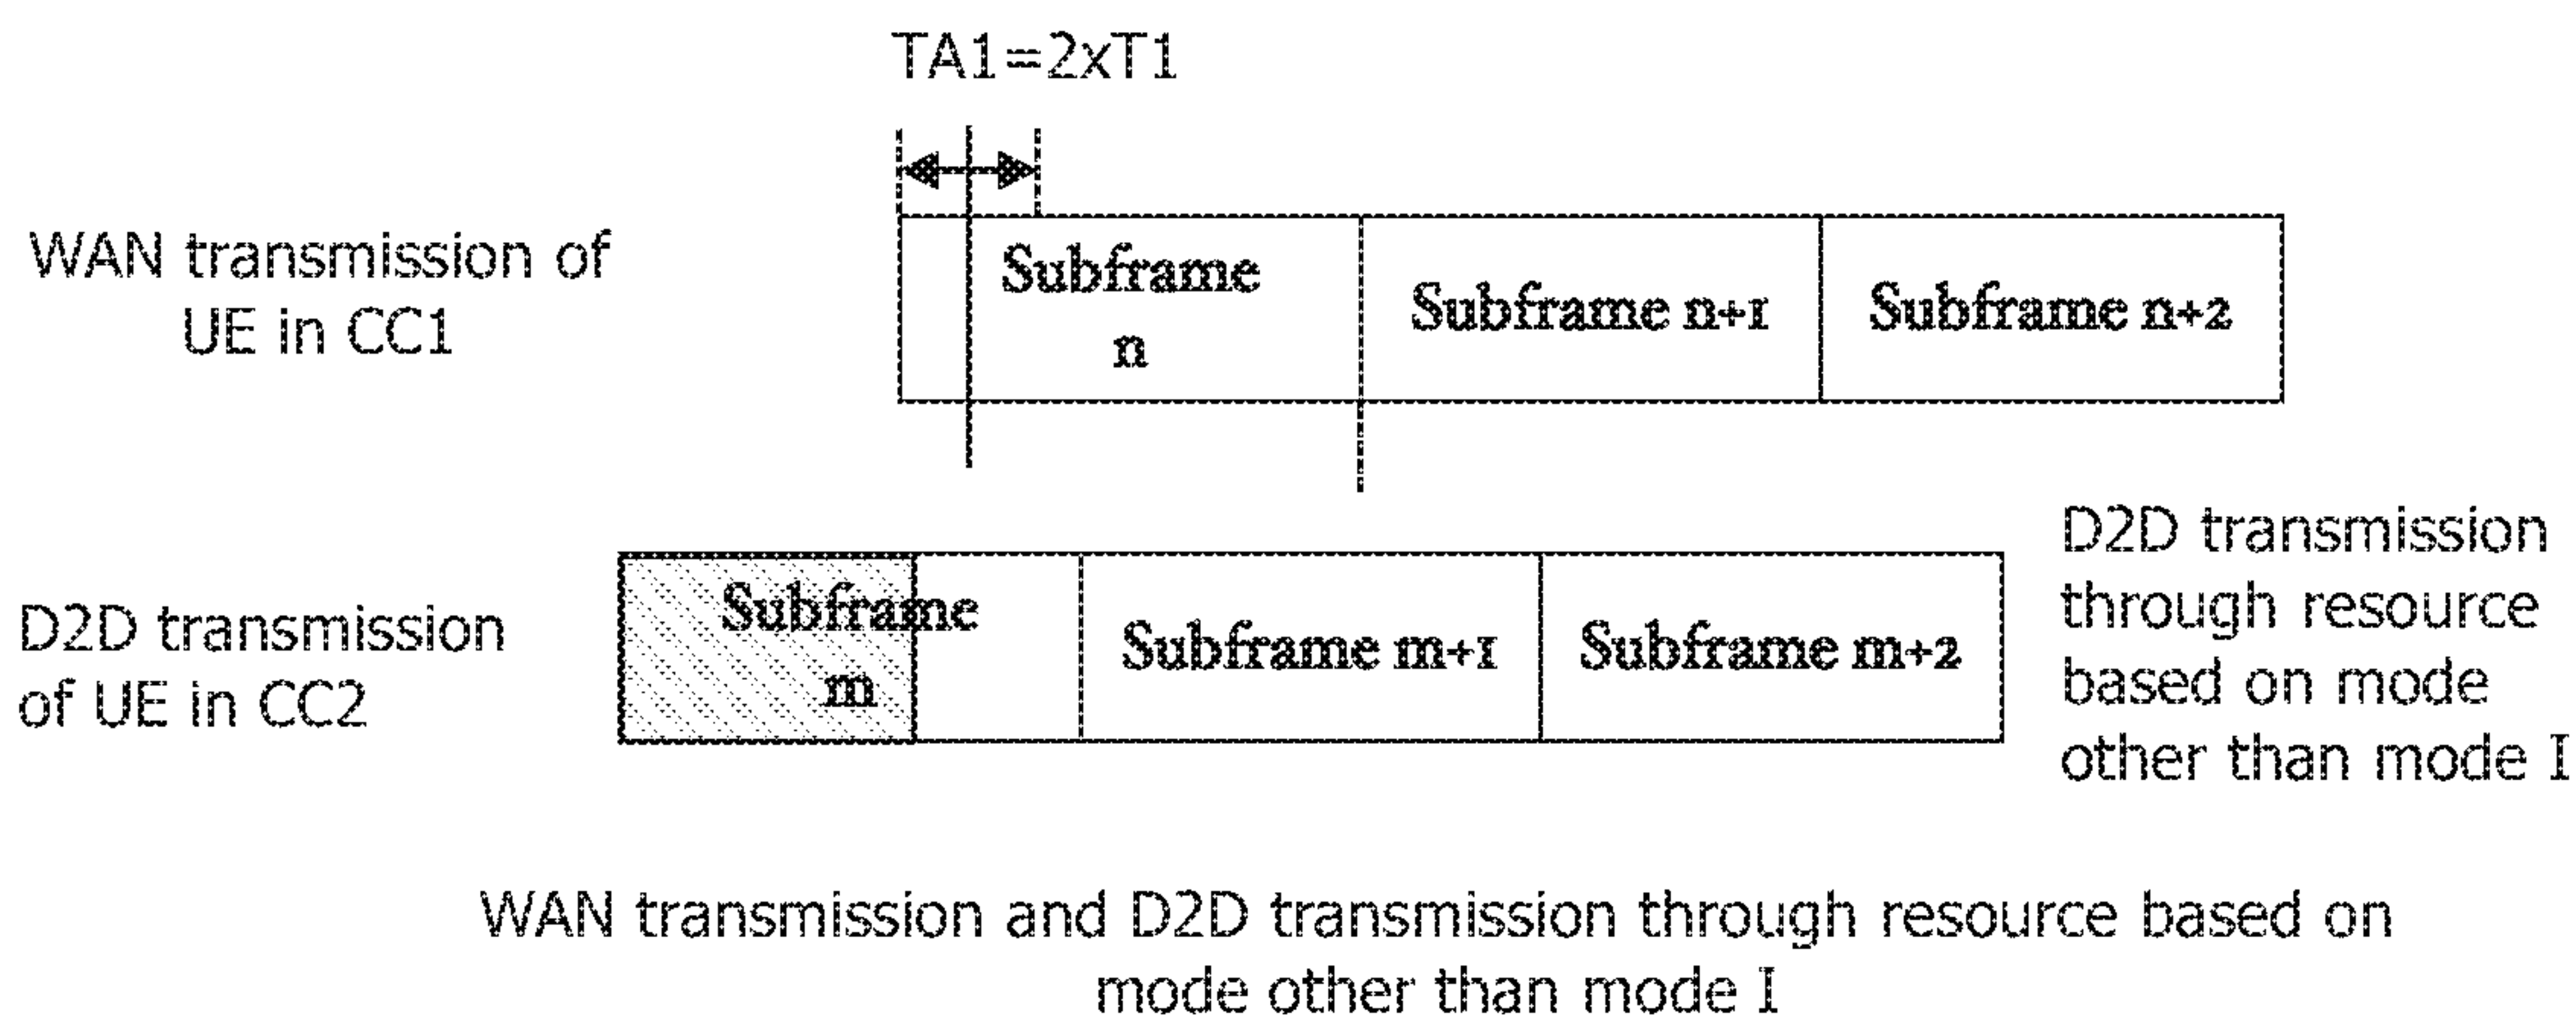 TA1=2xT1
WAN transmission of
UE in CC1
Subframe
n
Subframe n+1
Subframe n+2
D2D transmission
of UE in CC2
Subframe
m
Subframe m+1
Subframe m+2
D2D transmission
through resource
based on mode
other than mode I
WAN transmission and D2D transmission through resource based on
mode other than mode I